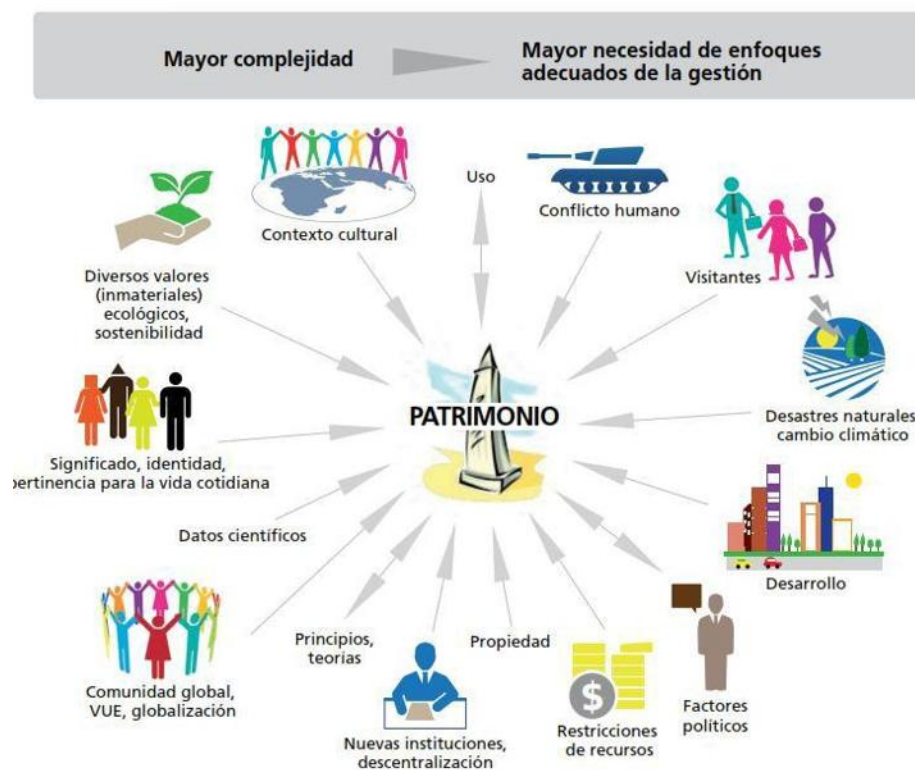 Mayor complejidad
Mayor necesidad de enfoques
adecuados de la gestión
Contexto cultural
Uso
Conflicto humano
Visitantes
Diversos valores
(inmateriales)
ecológicos,
sostenibilidad
PATRIMONIO
Desastres naturales,
cambio climático
Significado, identidad,
pertinencia para la vida cotidiana
Datos científicos
Desarrollo
Comunidad global,
VUE, globalización
Principios,
teorías
Nuevas instituciones,
descentralización
Propiedad
$
Restricciones
de recursos
Factores
políticos